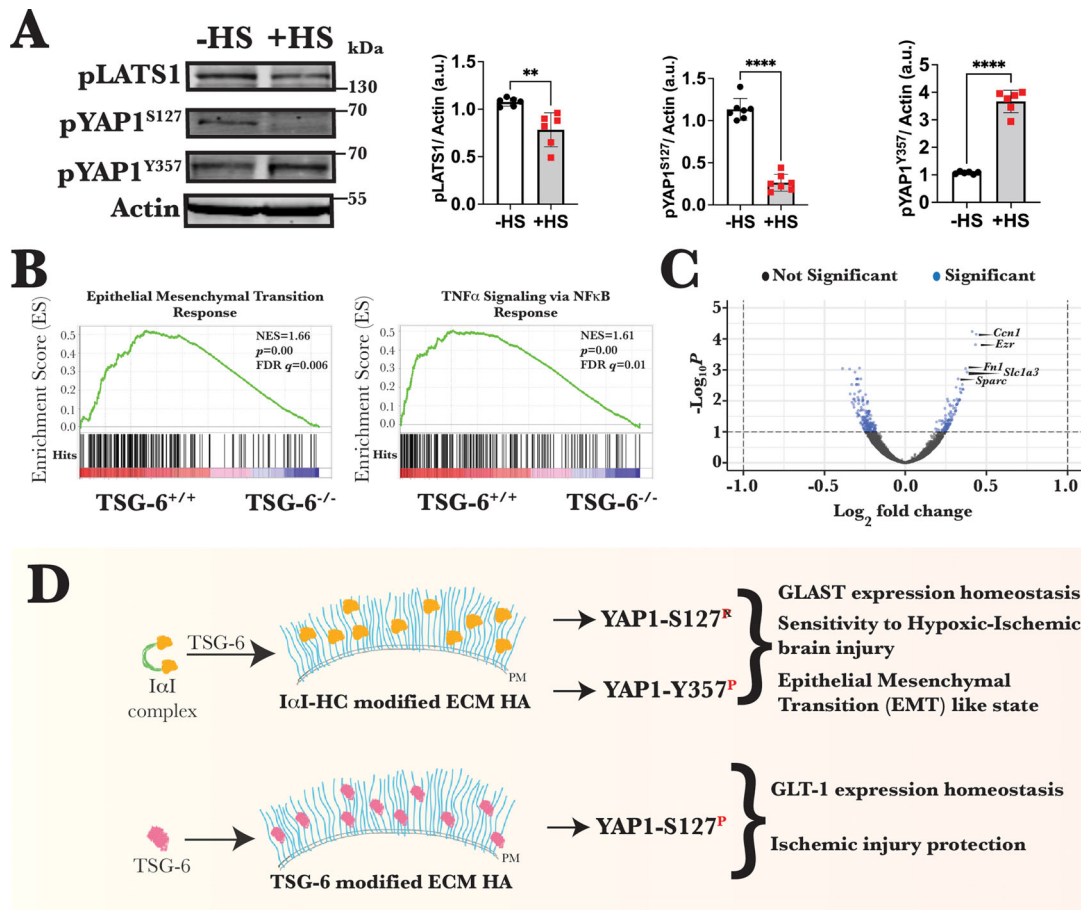 A
-HS +HS
kDa
pLATS1
130
pYAP1S127
70
pYAP1Y357
70
Actin
55
pLATS1/ Actin (a.u.)
1.5
1.0
0.5
0.0
**
-HS +HS
pYAP1S127/ Actin (a.u.)
1.5
1.0
0.5
0.0
****
-HS +HS
pYAP1Y357/ Actin (a.u.)
5
4
3
2
1
0
****
-HS +HS
B
Epithelial Mesenchymal Transition
Response
Enrichment Score (ES)
0.5
0.4
0.3
0.2
0.1
0.0
NES=1.66
p=0.00
FDR q=0.006
Hits
TSG-6+/+ TSG-6-/-
TNFα Signaling via NFκB
Response
Enrichment Score (ES)
0.5
0.4
0.3
0.2
0.1
0.0
NES=1.61
p=0.00
FDR q=0.01
Hits
TSG-6+/+ TSG-6-/-
C
Not Significant Significant
-Log10P
5
4
3
2
1
0
Ccn1
Ezr
Fn1
Slc1a3
Sparc
-1.0 -0.5 0.0 0.5 1.0
Log2 fold change
D
TSG-6
IαI
complex
PM
IαI-HC modified ECM HA
YAP1-S127P
YAP1-Y357P
}
GLAST expression homeostasis
Sensitivity to Hypoxic-Ischemic
brain injury
Epithelial Mesenchymal
Transition (EMT) like state
TSG-6
PM
TSG-6 modified ECM HA
YAP1-S127P
}
GLT-1 expression homeostasis
Ischemic injury protection